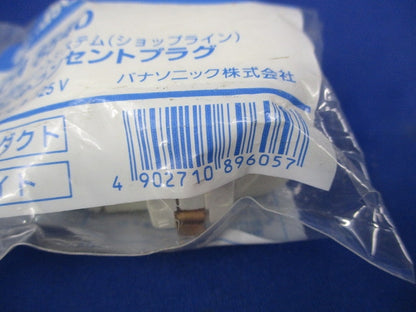 ステム(ショップライン)
セントプラグ
25V
パナソニック株式会社
ダクト
イト
4 902710 896057